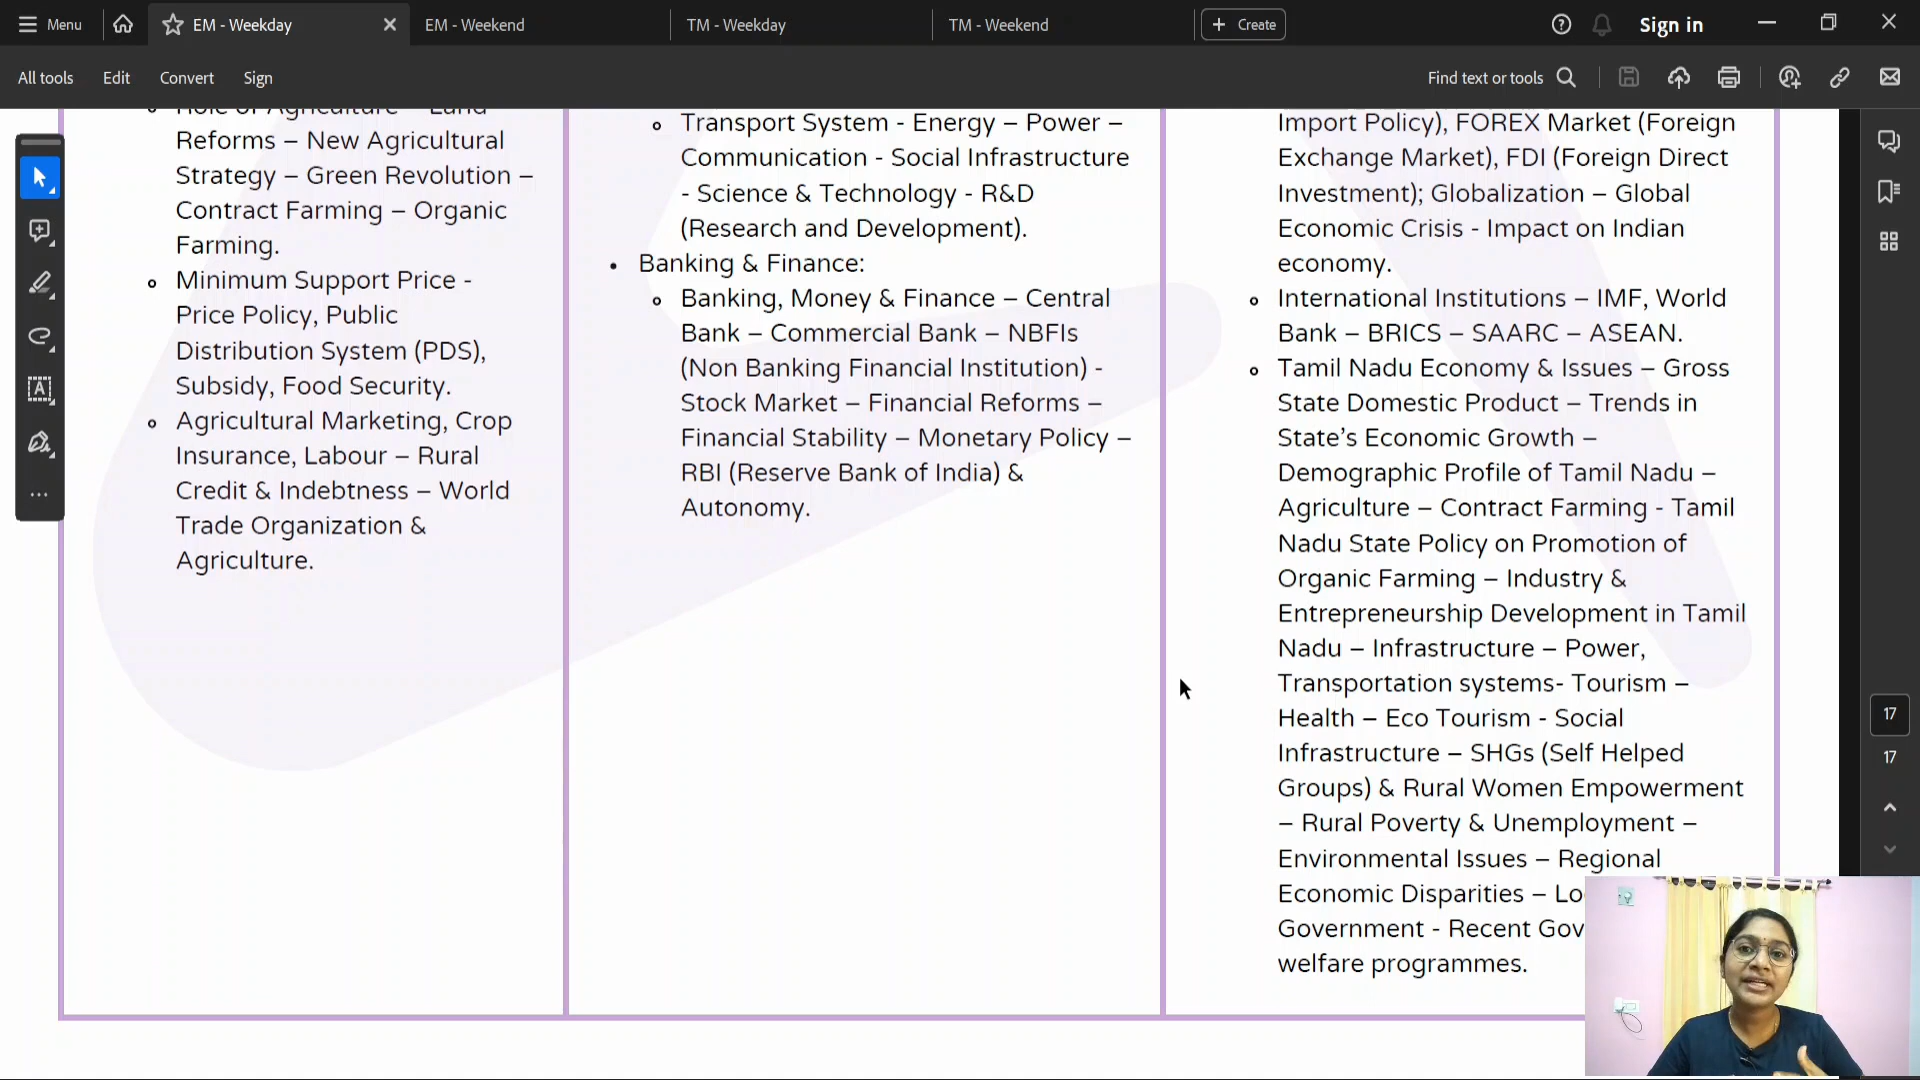 Menu
EM - Weekday
EM - Weekend
TM - Weekday
TM - Weekend
Create
Sign in
All tools
Edit
Convert
Sign
Find text or tools
Role of Agriculture – Land
Reforms – New Agricultural
Strategy – Green Revolution –
Contract Farming – Organic
Farming.
Minimum Support Price -
Price Policy, Public
Distribution System (PDS),
Subsidy, Food Security.
Agricultural Marketing, Crop
Insurance, Labour – Rural
Credit & Indebtness – World
Trade Organization &
Agriculture.
Transport System - Energy – Power –
Communication - Social Infrastructure
- Science & Technology - R&D
(Research and Development).
Banking & Finance:
Banking, Money & Finance – Central
Bank – Commercial Bank – NBFIs
(Non Banking Financial Institution) -
Stock Market – Financial Reforms –
Financial Stability – Monetary Policy –
RBI (Reserve Bank of India) &
Autonomy.
Import Policy), FOREX Market (Foreign
Exchange Market), FDI (Foreign Direct
Investment); Globalization – Global
Economic Crisis - Impact on Indian
economy.
International Institutions – IMF, World
Bank – BRICS – SAARC – ASEAN.
Tamil Nadu Economy & Issues – Gross
State Domestic Product – Trends in
State's Economic Growth –
Demographic Profile of Tamil Nadu –
Agriculture – Contract Farming - Tamil
Nadu State Policy on Promotion of
Organic Farming – Industry &
Entrepreneurship Development in Tamil
Nadu – Infrastructure – Power,
Transportation systems- Tourism –
Health – Eco Tourism - Social
Infrastructure – SHGs (Self Helped
Groups) & Rural Women Empowerment
– Rural Poverty & Unemployment –
Environmental Issues – Regional
Economic Disparities –
Government - Recent
welfare programmes.
17
17